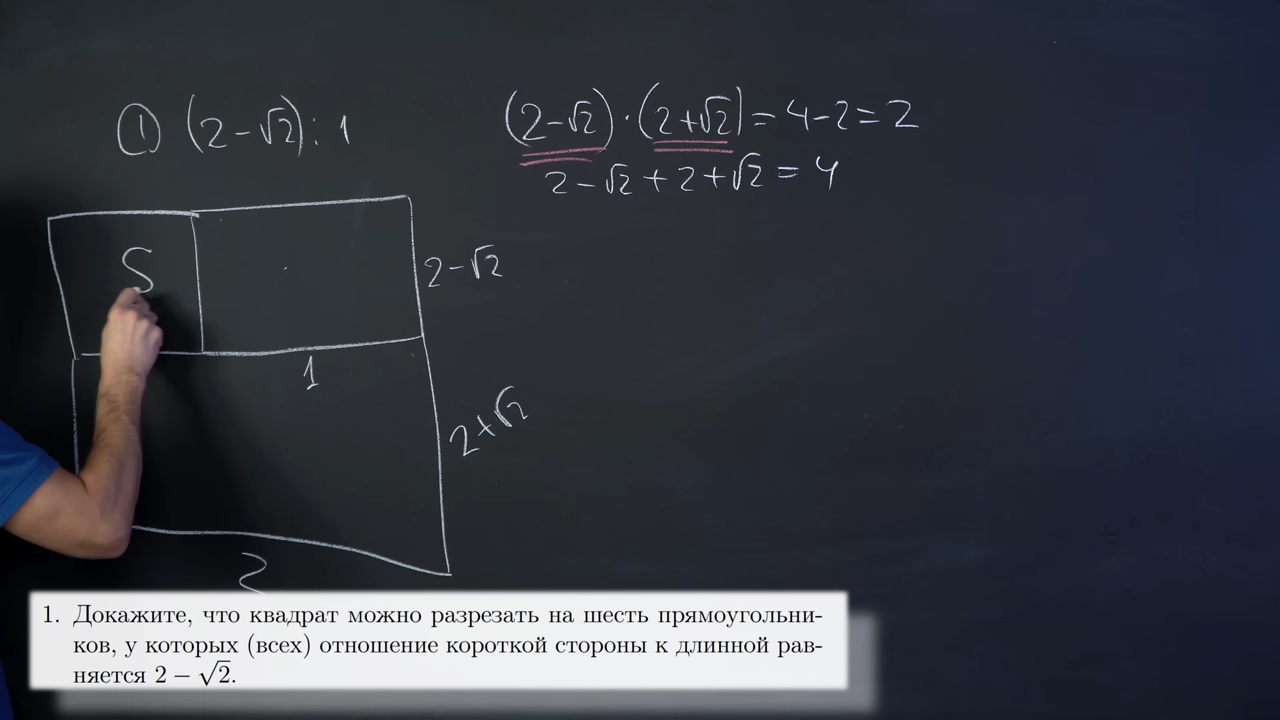 ① (2-√2):1
(2-√2)·(2+√2)=4-2=2
2-√2+2+√2=4
S
2-√2
1
2+√2
2
1. Докажите, что квадрат можно разрезать на шесть прямоугольни-
ков, у которых (всех) отношение короткой стороны к длинной рав-
няется 2 − √2.